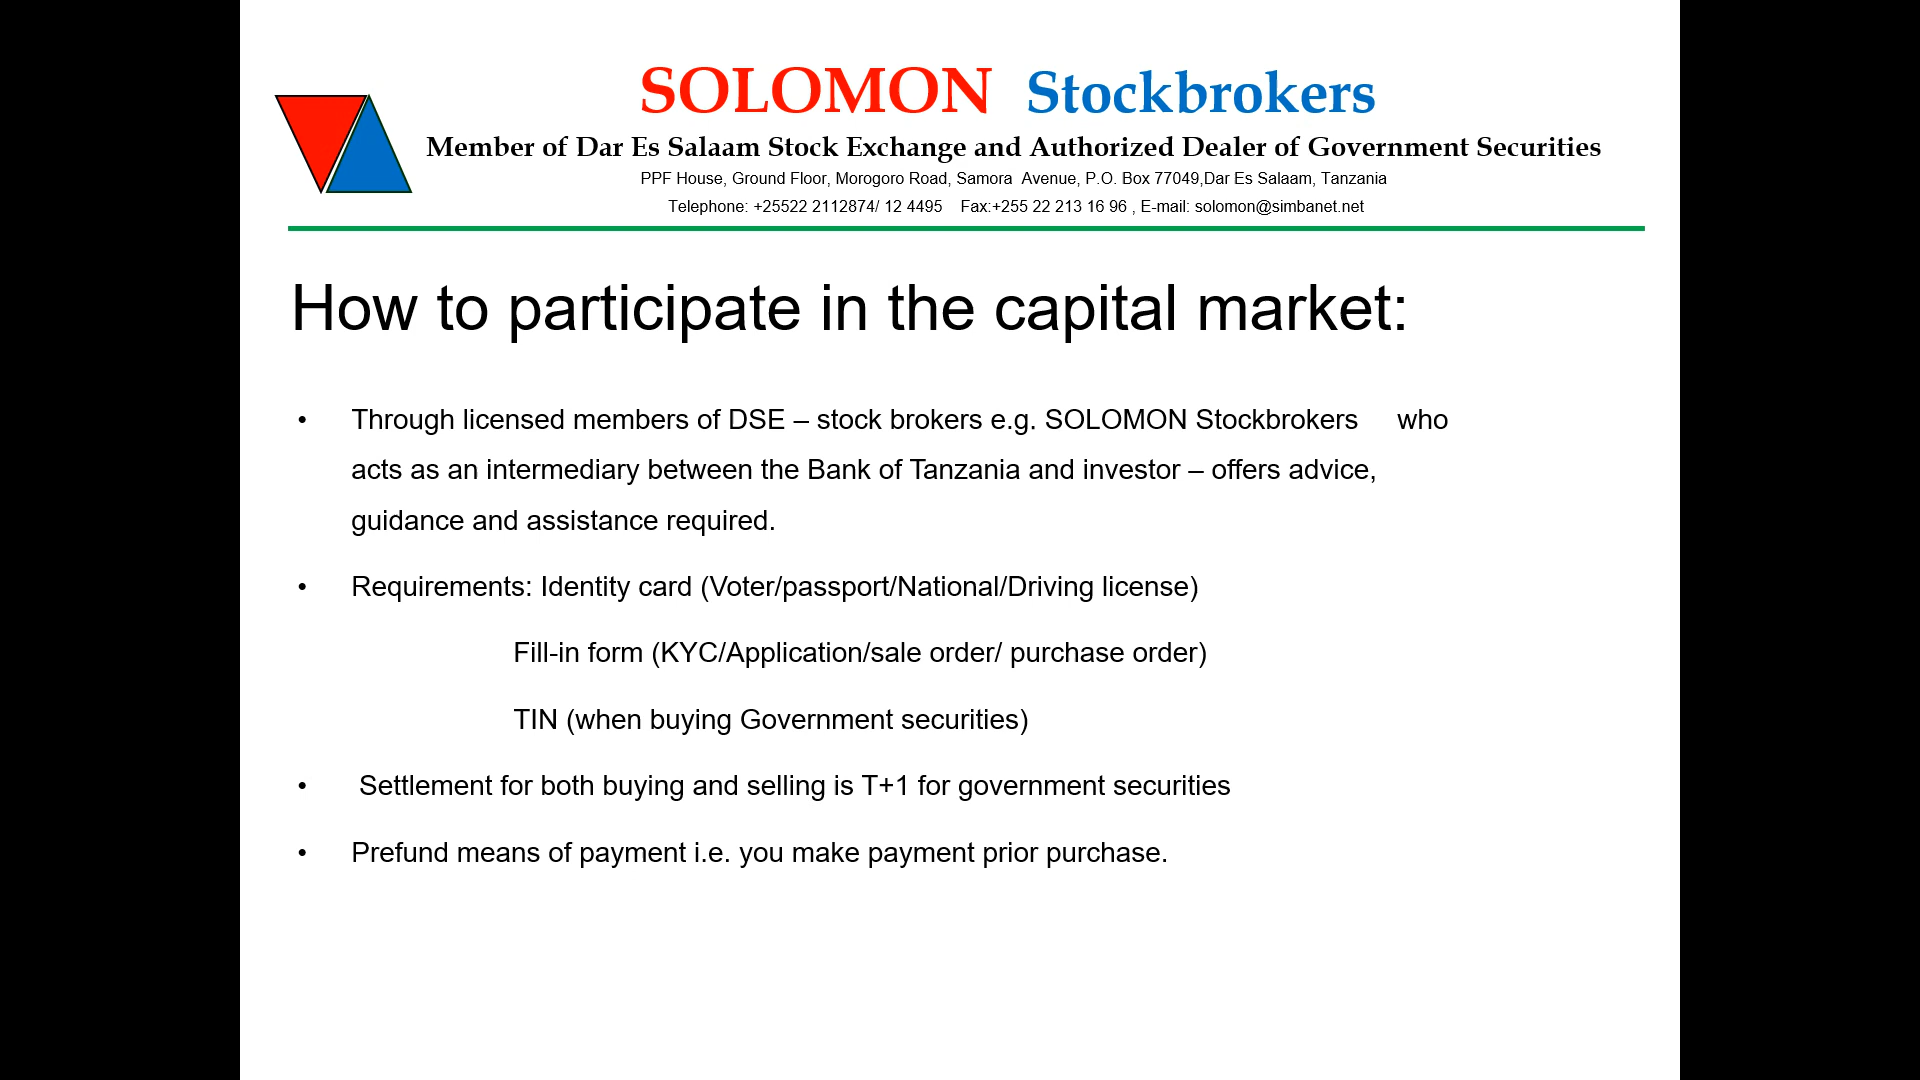 SOLOMON Stockbrokers
Member of Dar Es Salaam Stock Exchange and Authorized Dealer of Government Securities
PPF House, Ground Floor, Morogoro Road, Samora Avenue, P.O. Box 77049,Dar Es Salaam, Tanzania
Telephone: +25522 2112874/ 12 4495 Fax:+255 22 213 16 96 , E-mail: solomon@simbanet.net
How to participate in the capital market:
• Through licensed members of DSE – stock brokers e.g. SOLOMON Stockbrokers who
acts as an intermediary between the Bank of Tanzania and investor – offers advice,
guidance and assistance required.
• Requirements: Identity card (Voter/passport/National/Driving license)
Fill-in form (KYC/Application/sale order/ purchase order)
TIN (when buying Government securities)
• Settlement for both buying and selling is T+1 for government securities
• Prefund means of payment i.e. you make payment prior purchase.